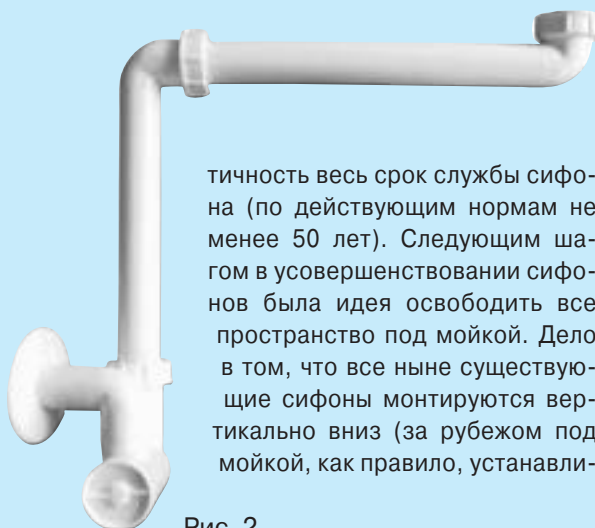 тичность весь срок службы сифо-
на (по действующим нормам не
менее 50 лет). Следующим ша-
гом в усовершенствовании сифо-
нов была идея освободить все
пространство под мойкой. Дело
в том, что все ныне существую-
щие сифоны монтируются вер-
тикально вниз (за рубежом под
мойкой, как правило, устанавли-
Рис. 2